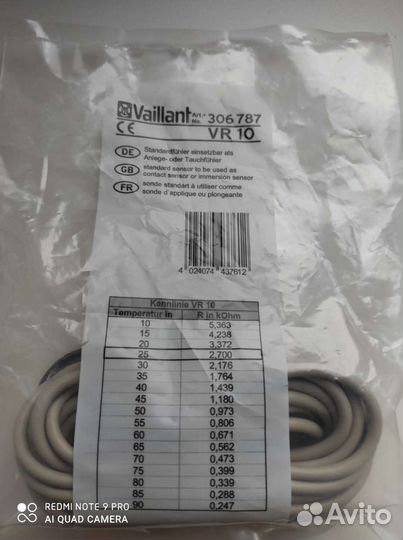 Vaillant Art.- No. 306 787
CE VR 10
DE Standardfühler einsetzbar als
Anlege- oder Tauchfühler
GB standard sensor to be used as
contact sensor or immersion sensor
FR sonde standart à utiliser comme
sonde d'applique ou plongeante
4 024074 437612
Kennlinie VR 10
Temperatur in R in kOhm
10 5,363
15 4,238
20 3,372
25 2,700
30 2,176
35 1,764
40 1,439
45 1,180
50 0,973
55 0,806
60 0,671
65 0,562
70 0,473
75 0,399
80 0,339
85 0,288
90 0,247
REDMI NOTE 9 PRO
AI QUAD CAMERA
Avito